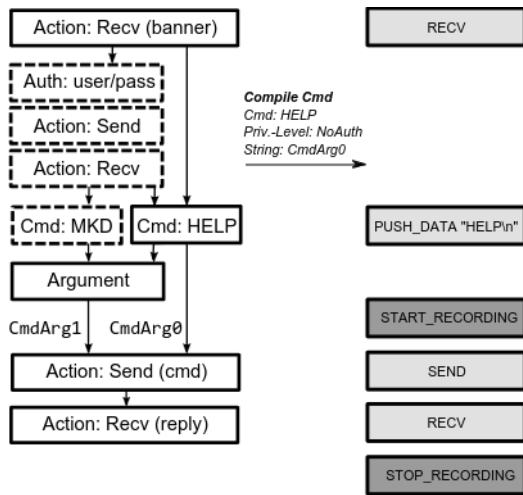 Action: Recv (banner)
RECV
Auth: user/pass
Action: Send
Action: Recv
Compile Cmd
Cmd: HELP
Priv.-Level: NoAuth
String: CmdArg0
Cmd: MKD
Cmd: HELP
PUSH_DATA "HELP\n"
Argument
CmdArg1
CmdArg0
START_RECORDING
Action: Send (cmd)
SEND
Action: Recv (reply)
RECV
STOP_RECORDING